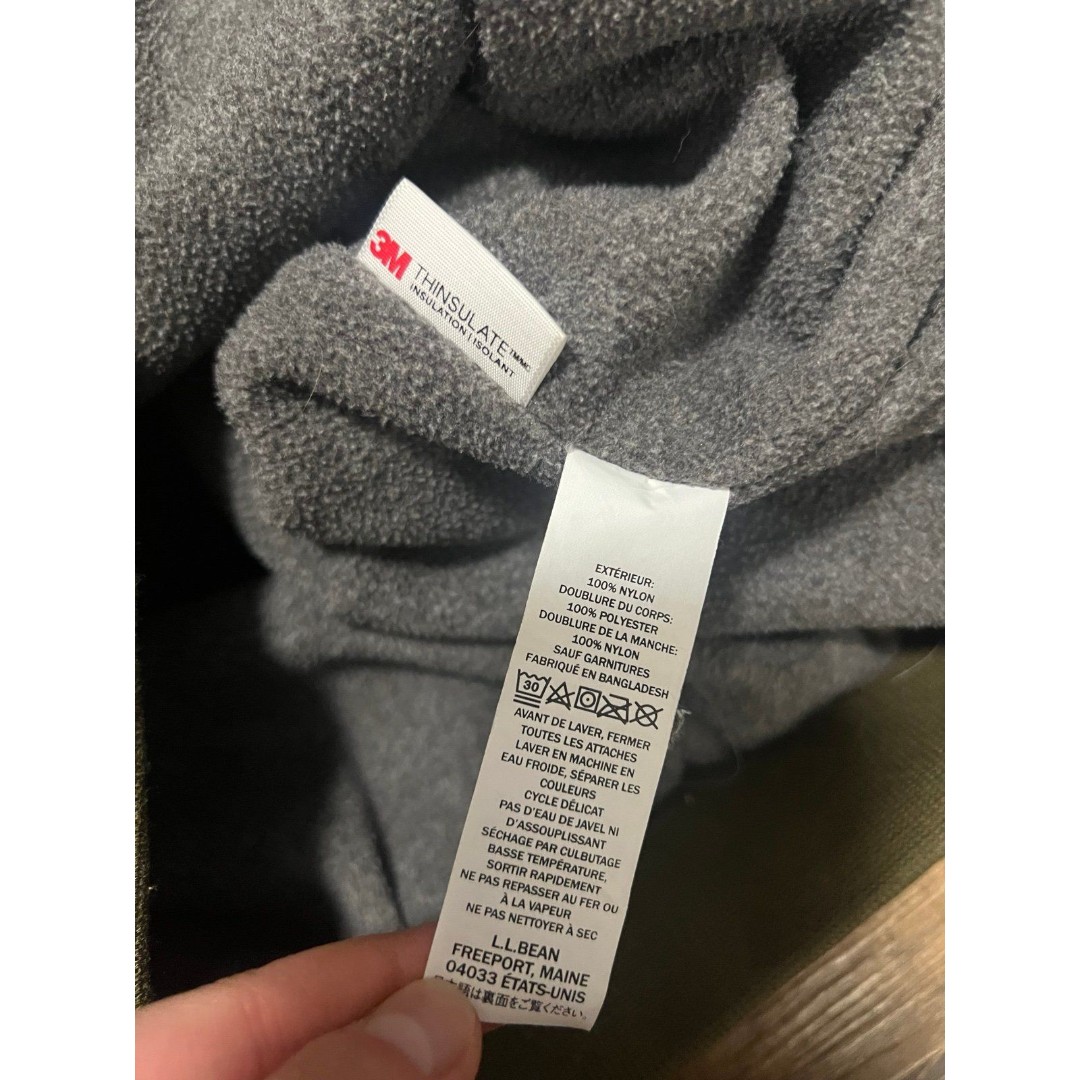 3M THINSULATE™/MC
INSULATION | ISOLANT
EXTÉRIEUR:
100% NYLON
DOUBLURE DU CORPS:
100% POLYESTER
DOUBLURE DE LA MANCHE:
100% NYLON
SAUF GARNITURES
FABRIQUÉ EN BANGLADESH
30
AVANT DE LAVER, FERMER
TOUTES LES ATTACHES
LAVER EN MACHINE EN
EAU FROIDE, SÉPARER LES
COULEURS
CYCLE DÉLICAT
PAS D'EAU DE JAVEL NI
D'ASSOUPLISSANT
SÉCHAGE PAR CULBUTAGE
BASSE TEMPÉRATURE,
SORTIR RAPIDEMENT
NE PAS REPASSER AU FER OU
À LA VAPEUR
NE PAS NETTOYER À SEC
L.L.BEAN
FREEPORT, MAINE
04033 ÉTATS-UNIS
日本語は裏面をご覧ください。